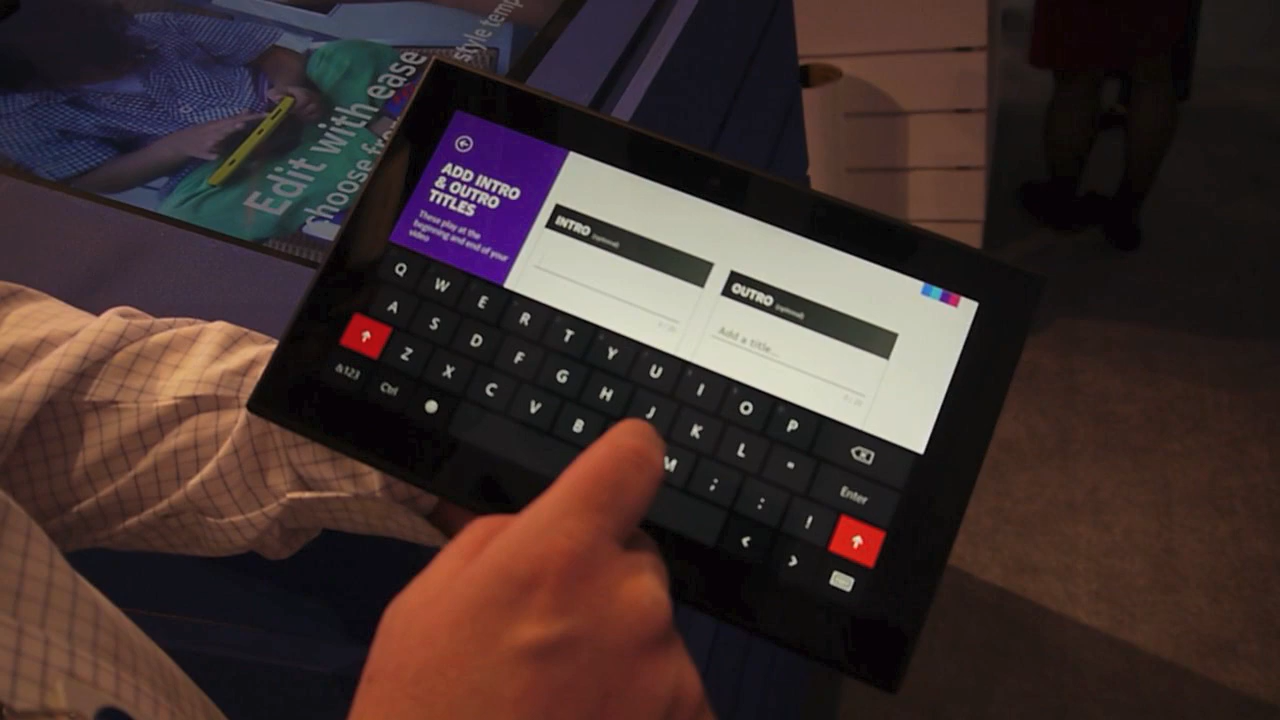 style temp
Edit with ease
choose from
ADD INTRO
& OUTRO
TITLES
These play at the
beginning and end of your
video
INTRO (optional)
OUTRO (optional)
Add a title...
Q W E R T Y U I O P
A S D F G H J K L "
Enter
Z X C V B M ; : !
&123 Ctrl < >